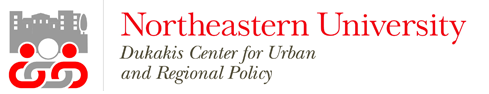 Northeastern University
Dukakis Center for Urban
and Regional Policy